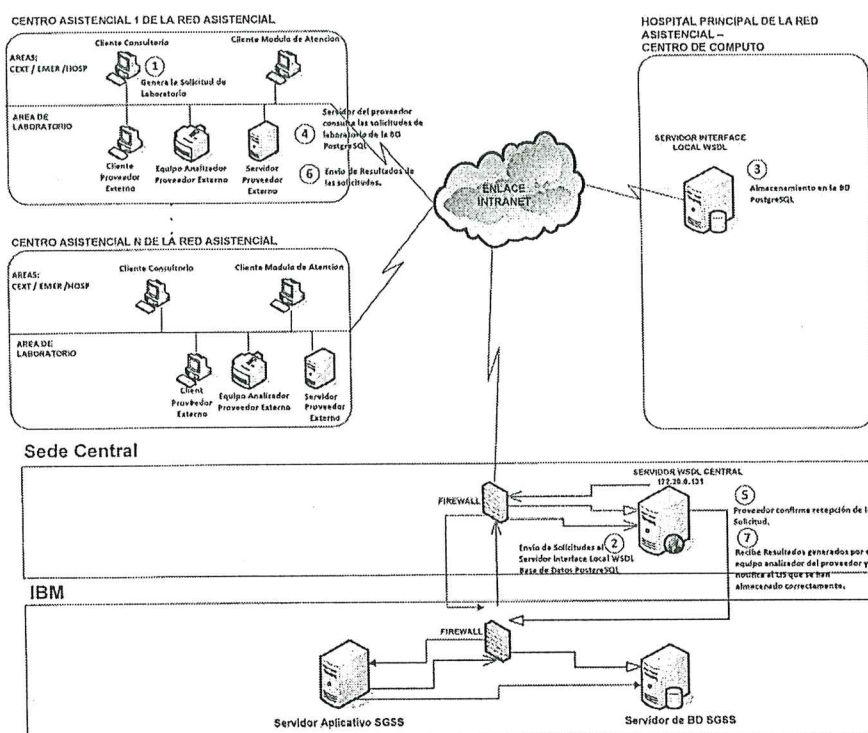 CENTRO ASISTENCIAL 1 DE LA RED ASISTENCIAL
Cliente Consultorio
Cliente Modulo de Atencion
AREAS:
CEXT / EMER /HOSP
1
Genera la Solicitud de
Laboratorio
AREA DE
LABORATORIO
Cliente
Proveedor
Externo
Equipo Analizador
Proveedor Externo
Servidor
Proveedor
Externo
4
Servidor del proveedor
consulta las solicitudes de
laboratorio de la BD
PostgreSQL
6
Envio de Resultados de
las solicitudes.
HOSPITAL PRINCIPAL DE LA RED
ASISTENCIAL –
CENTRO DE COMPUTO
SERVIDOR INTERFACE
LOCAL WSDL
3
Almacenamiento en la BD
PostgreSQL
ENLACE
INTRANET
CENTRO ASISTENCIAL N DE LA RED ASISTENCIAL
AREAS:
CEXT / EMER /HOSP
Cliente Consultorio
Cliente Modulo de Atencion
AREA DE
LABORATORIO
Client
Proveedor
Externo
Equipo Analizador
Proveedor Externo
Servidor
Proveedor
Externo
Sede Central
SERVIDOR WSDL CENTRAL
172.20.0.131
FIREWALL
5
Proveedor confirma recepción de l
Solicitud.
2
Envio de Solicitudes al
Servidor Interface Local WSDL
Base de Datos PostgreSQL
7
Recibe Resultados generados por e
equipo analizador del proveedor y
notifica al LIS que se han
almacenado correctamente.
IBM
FIREWALL
Servidor Aplicativo SGSS
Servidor de BD SGSS